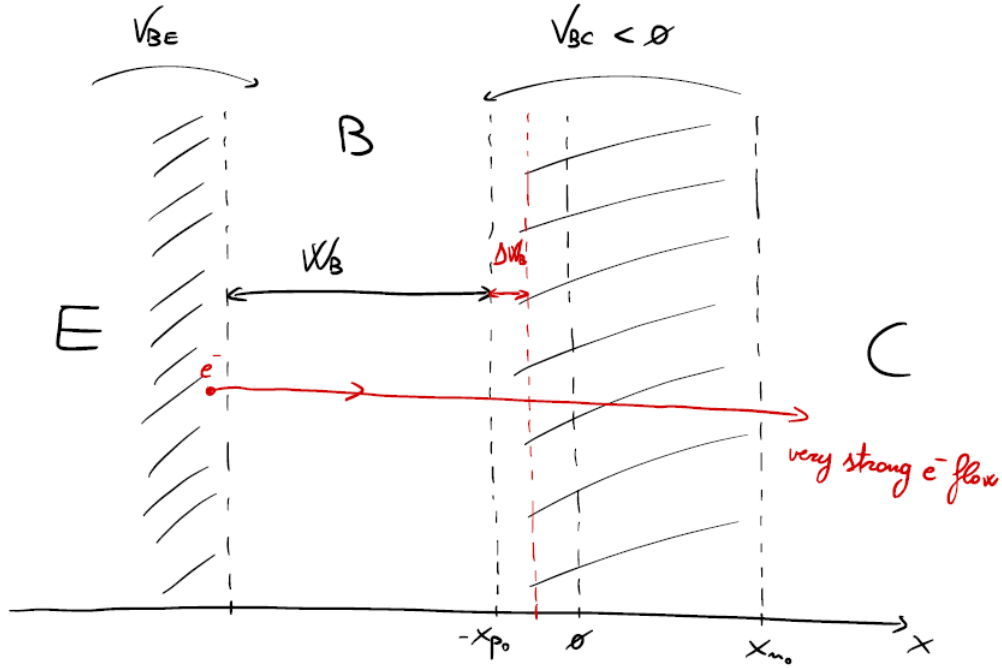 V_BE
V_BC < 0
B
W_B
ΔW_B
E
C
e⁻
very strong e⁻ flow
-x_p₀
0
x_n₀
x